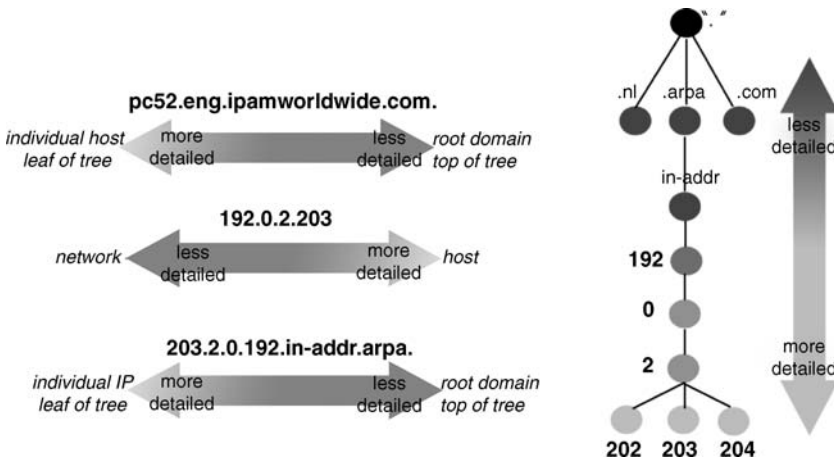 pc52.eng.ipamworldwide.com.
individual host
leaf of tree
more
detailed
less
detailed
root domain
top of tree
192.0.2.203
network
less
detailed
more
detailed
host
203.2.0.192.in-addr.arpa.
individual IP
leaf of tree
more
detailed
less
detailed
root domain
top of tree
“.”
.nl .arpa .com
in-addr
192
0
2
202 203 204
less
detailed
more
detailed